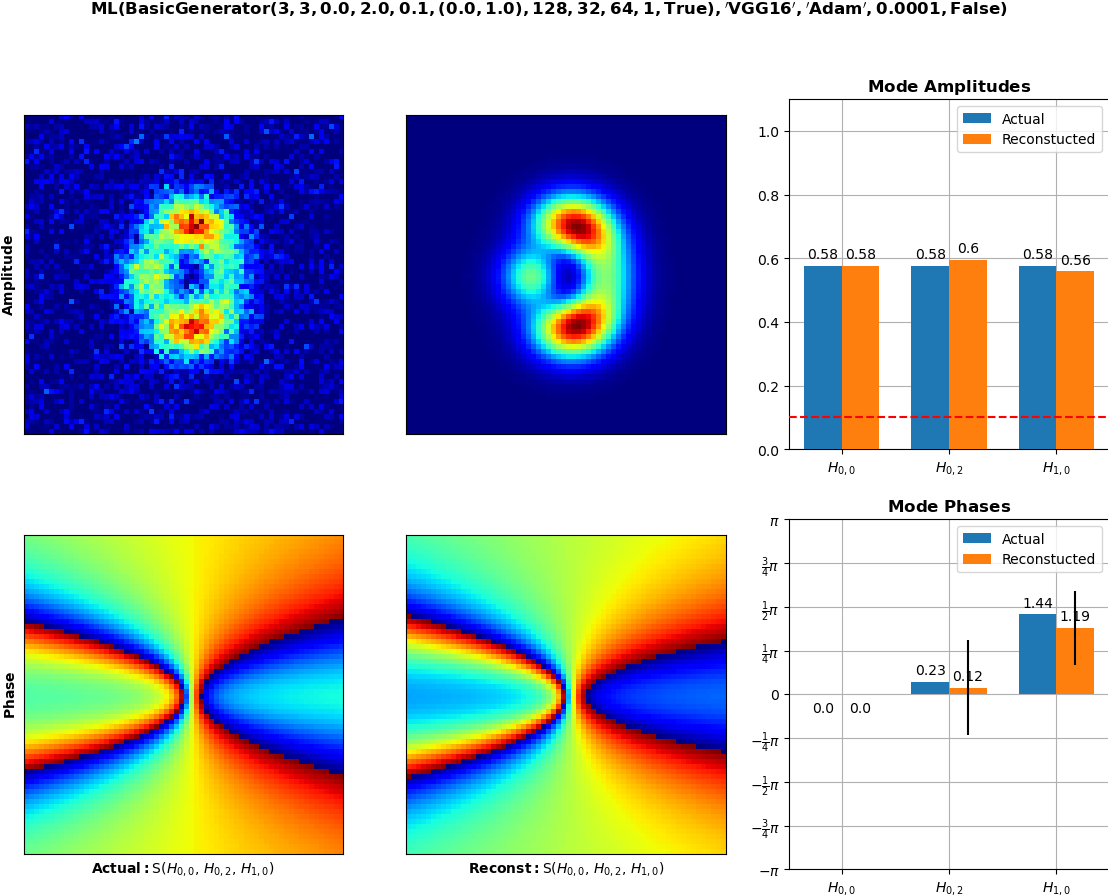 ML(BasicGenerator(3, 3, 0.0, 2.0, 0.1, (0.0, 1.0), 128, 32, 64, 1, True), ′VGG16′, ′Adam′, 0.0001, False)
Amplitude
Mode Amplitudes
Actual
Reconstucted
1.0
0.8
0.6
0.4
0.2
0.0
0.58 0.58 0.58 0.6 0.58 0.56
H₀,₀ H₀,₂ H₁,₀
Phase
Actual: S(H₀,₀, H₀,₂, H₁,₀)
Reconst: S(H₀,₀, H₀,₂, H₁,₀)
Mode Phases
Actual
Reconstucted
π
3/4π
1/2π
1/4π
0
−1/4π
−1/2π
−3/4π
−π
0.0 0.0 0.23 0.12 1.44 1.19
H₀,₀ H₀,₂ H₁,₀